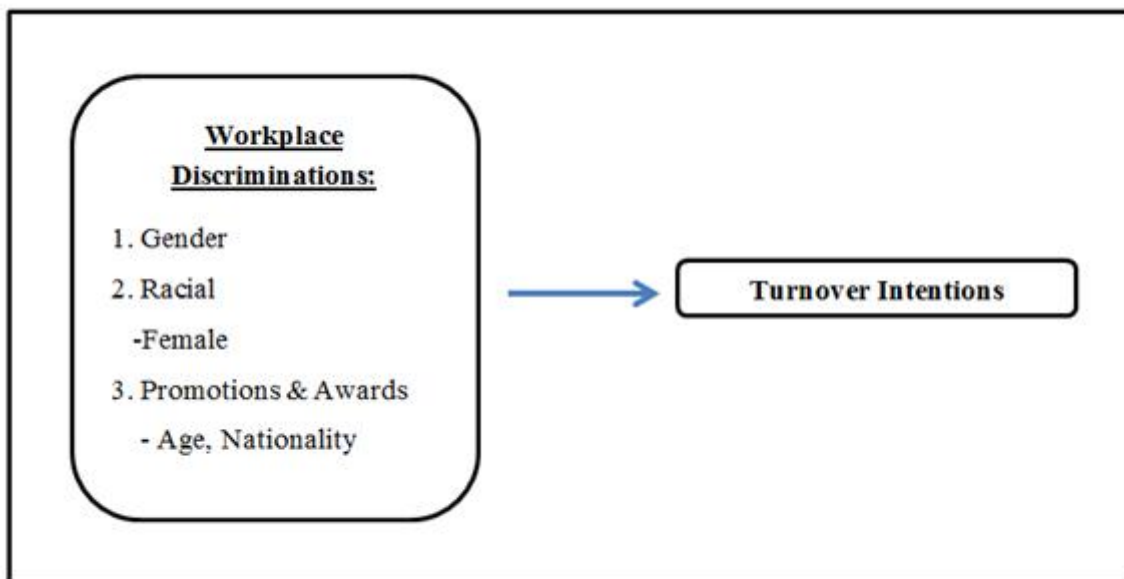 Workplace
Discriminations:
1. Gender
2. Racial
-Female
3. Promotions & Awards
- Age, Nationality
Turnover Intentions